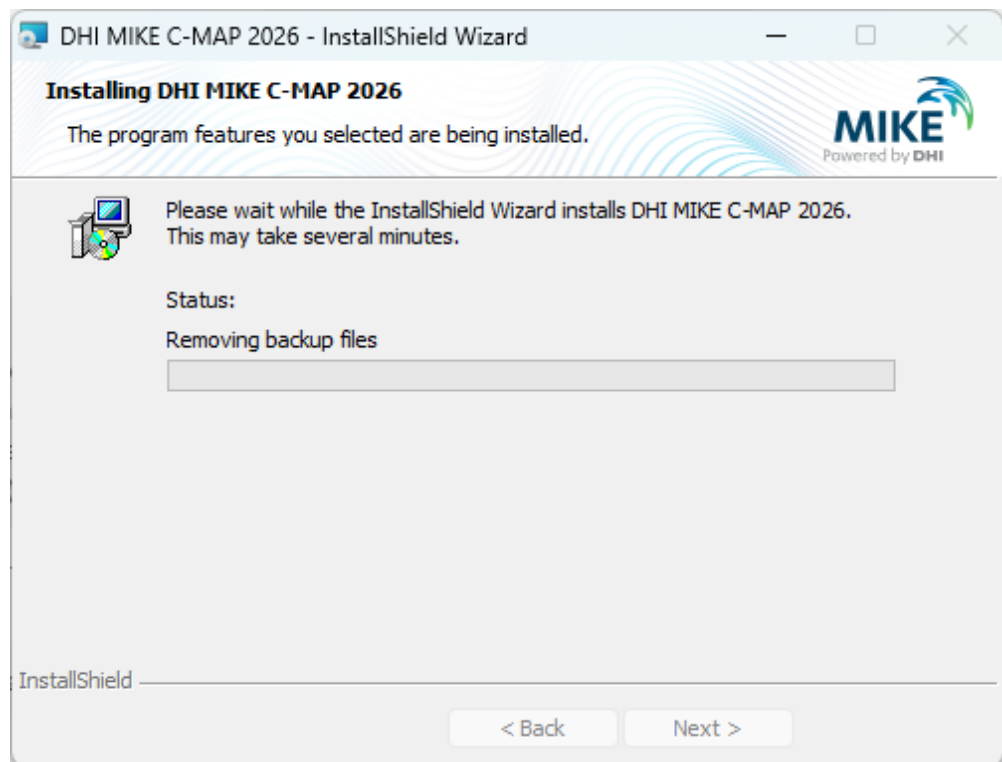 DHI MIKE C-MAP 2026 - InstallShield Wizard
Installing DHI MIKE C-MAP 2026
The program features you selected are being installed.
MIKE
Powered by DHI
Please wait while the InstallShield Wizard installs DHI MIKE C-MAP 2026.
This may take several minutes.
Status:
Removing backup files
InstallShield
< Back
Next >